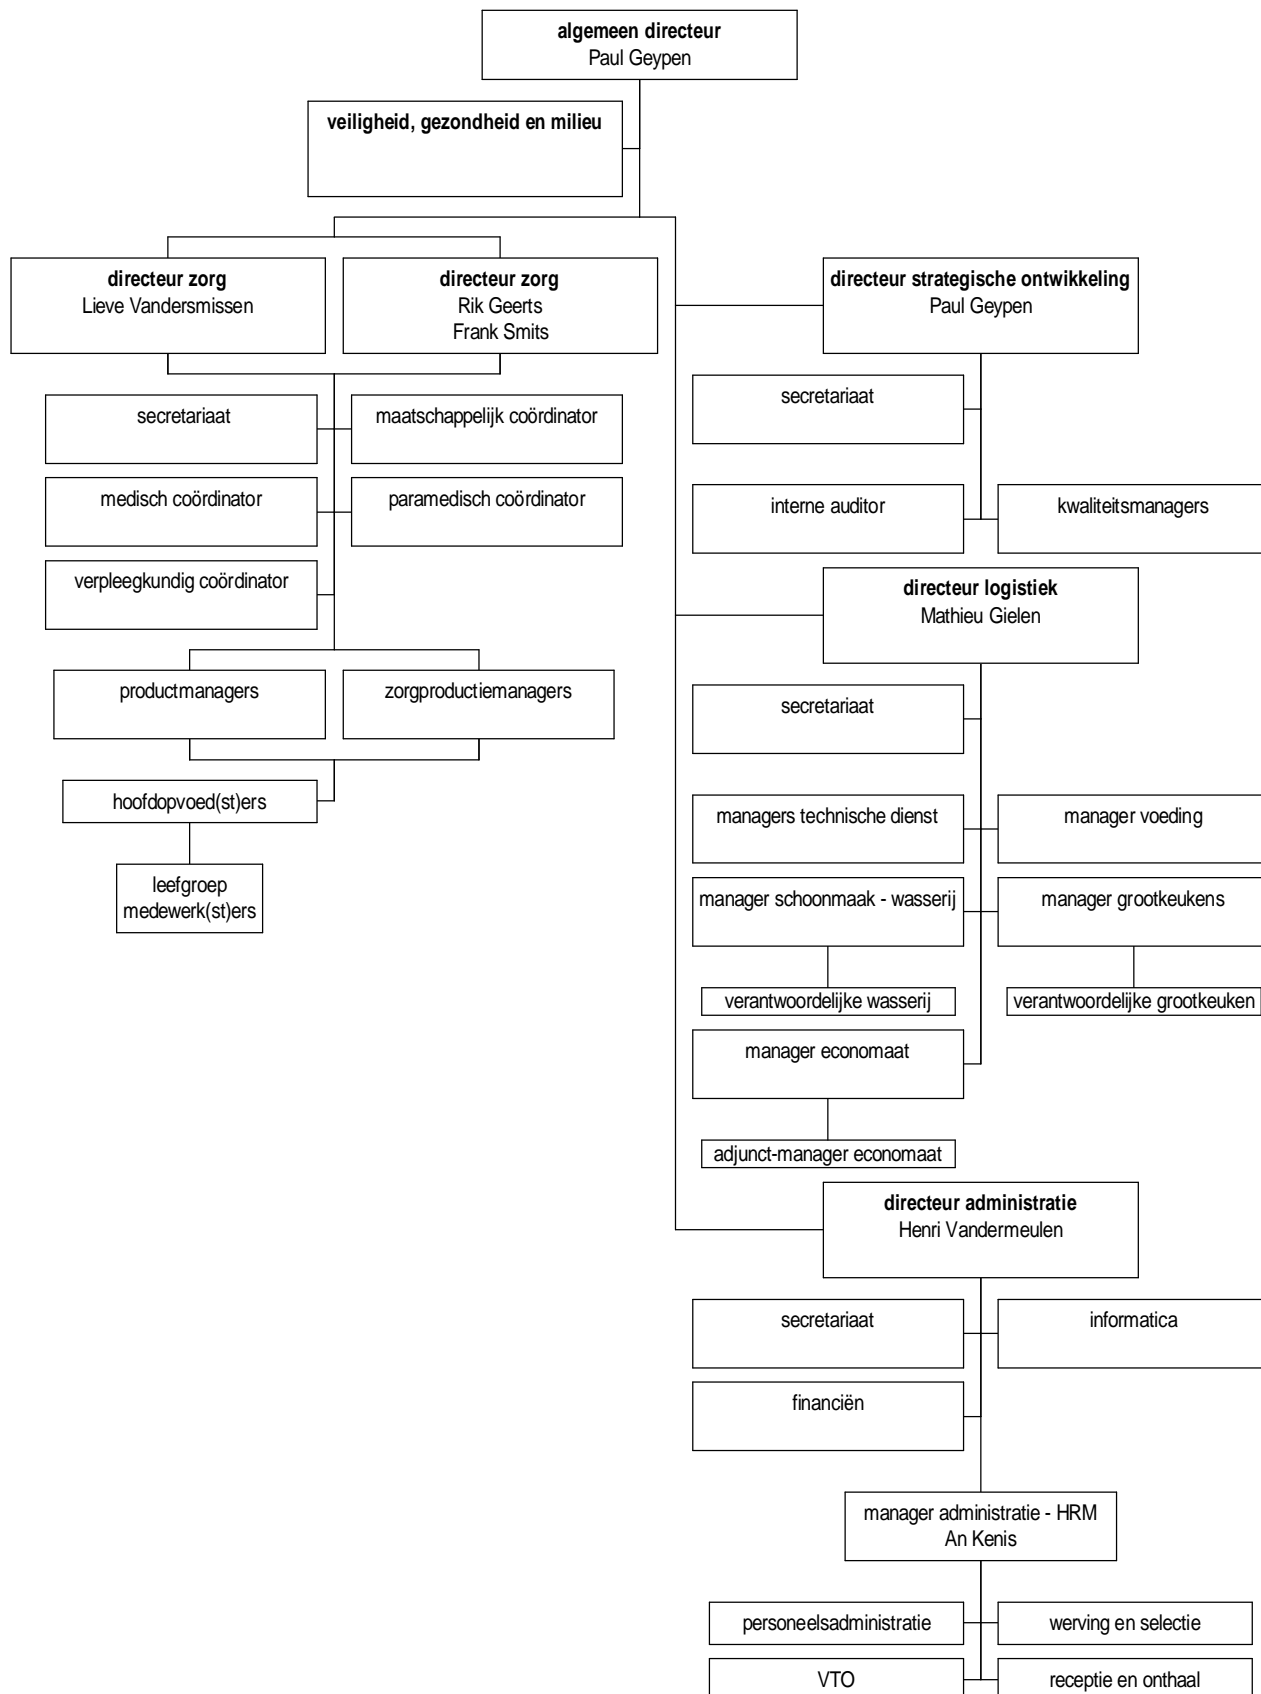 algemeen directeur
Paul Geypen
veiligheid, gezondheid en milieu
directeur zorg
Lieve Vandersmissen
directeur zorg
Rik Geerts
Frank Smits
secretariaat
maatschappelijk coördinator
medisch coördinator
paramedisch coördinator
verpleegkundig coördinator
productmanagers
zorgproductiemanagers
hoofdopvoed(st)ers
leefgroep
medewerk(st)ers
directeur strategische ontwikkeling
Paul Geypen
secretariaat
interne auditor
kwaliteitsmanagers
directeur logistiek
Mathieu Gielen
secretariaat
managers technische dienst
manager voeding
manager schoonmaak - wasserij
manager grootkeukens
verantwoordelijke wasserij
verantwoordelijke grootkeuken
manager economaat
adjunct-manager economaat
directeur administratie
Henri Vandermeulen
secretariaat
informatica
financiën
manager administratie - HRM
An Kenis
personeelsadministratie
werving en selectie
VTO
receptie en onthaal